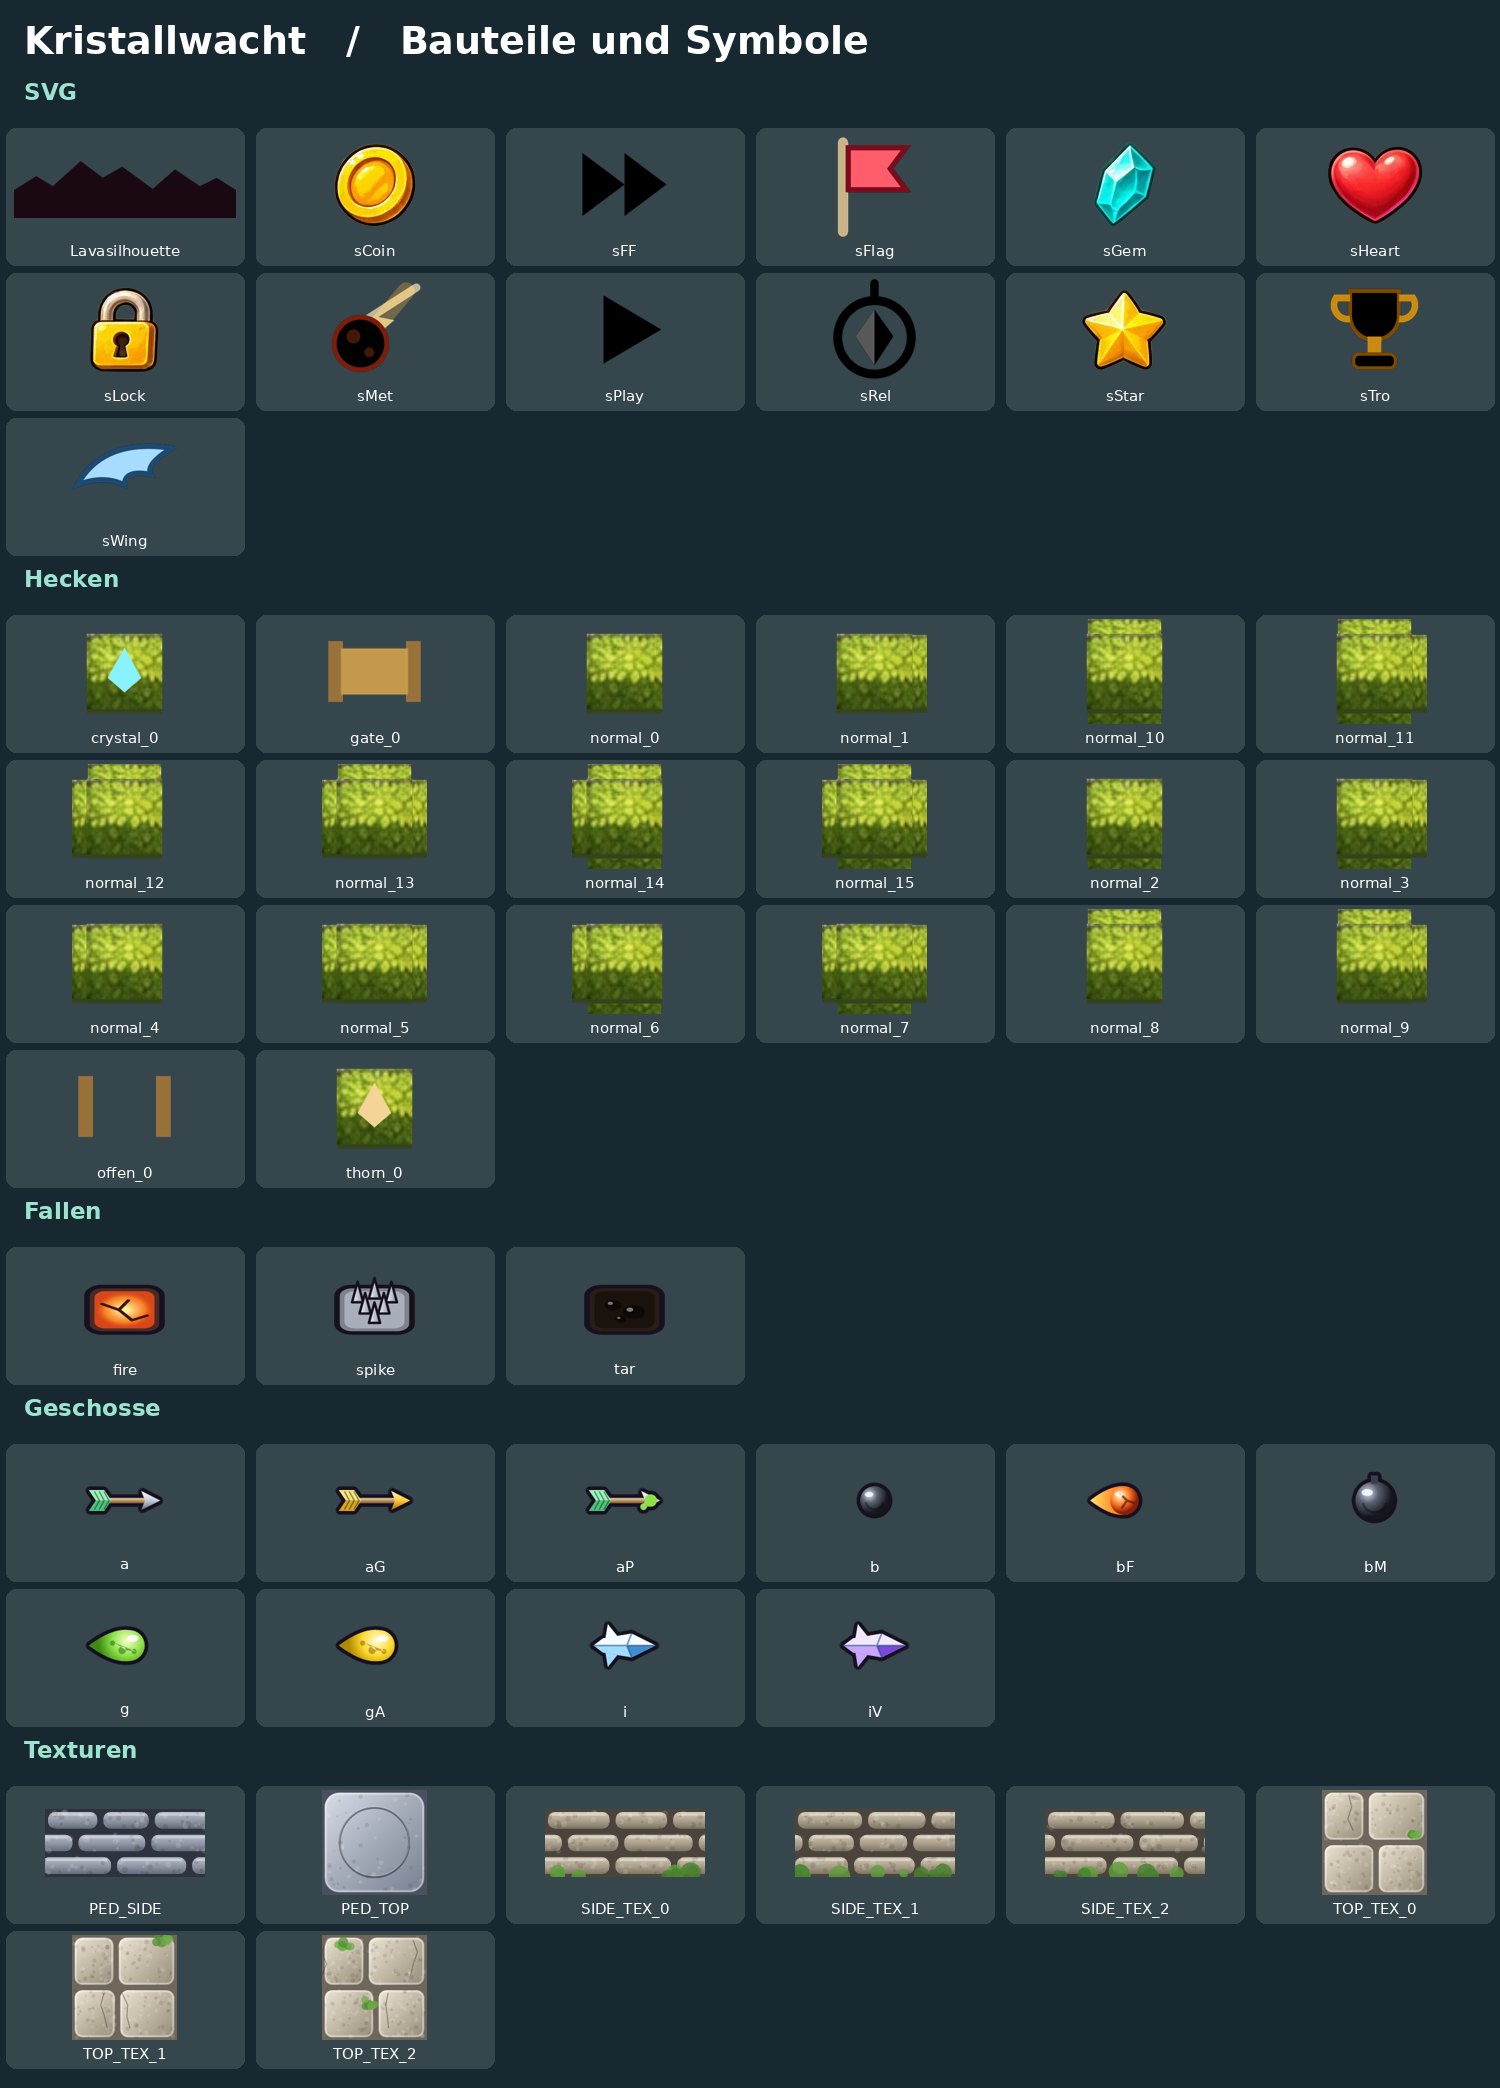 Kristallwacht / Bauteile und Symbole
SVG
Lavasilhouette sCoin sFF sFlag sGem sHeart
sLock sMet sPlay sRel sStar sTro
sWing
Hecken
crystal_0 gate_0 normal_0 normal_1 normal_10 normal_11
normal_12 normal_13 normal_14 normal_15 normal_2 normal_3
normal_4 normal_5 normal_6 normal_7 normal_8 normal_9
offen_0 thorn_0
Fallen
fire spike tar
Geschosse
a aG aP b bF bM
g gA i iV
Texturen
PED_SIDE PED_TOP SIDE_TEX_0 SIDE_TEX_1 SIDE_TEX_2 TOP_TEX_0
TOP_TEX_1 TOP_TEX_2